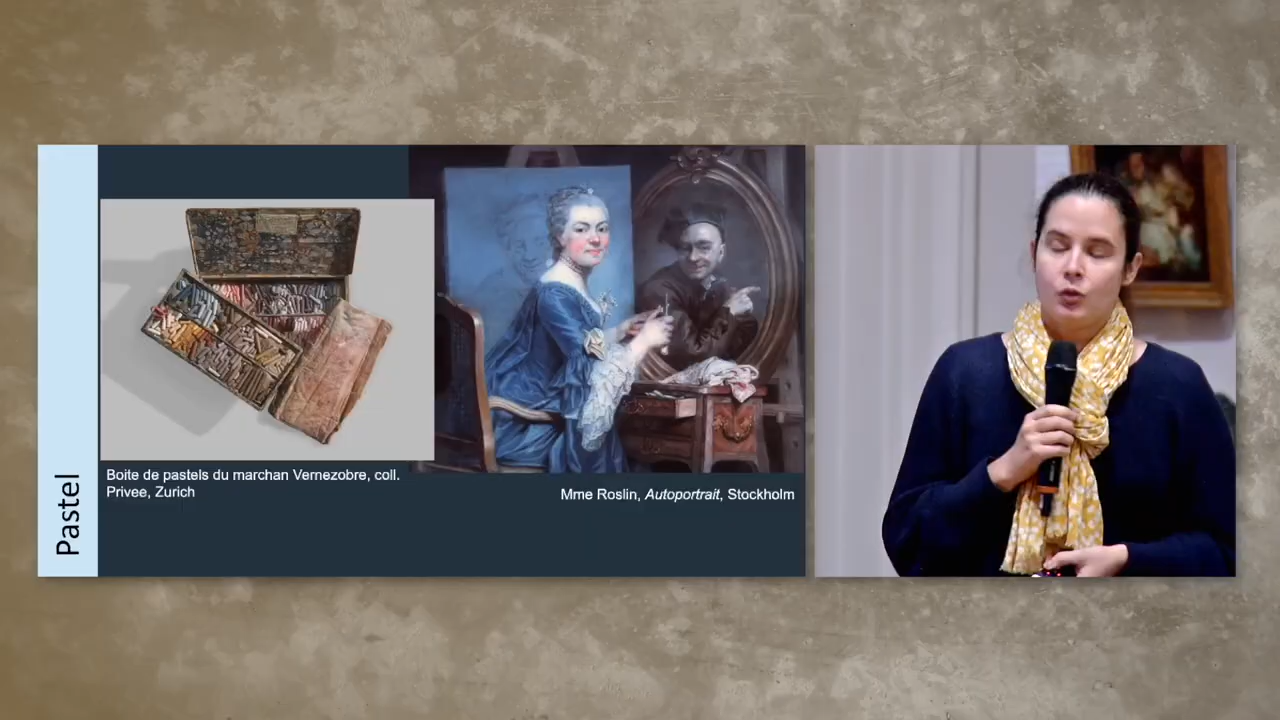 Pastel
Boite de pastels du marchan Vernezobre, coll.
Privee, Zurich
Mme Roslin, Autoportrait, Stockholm